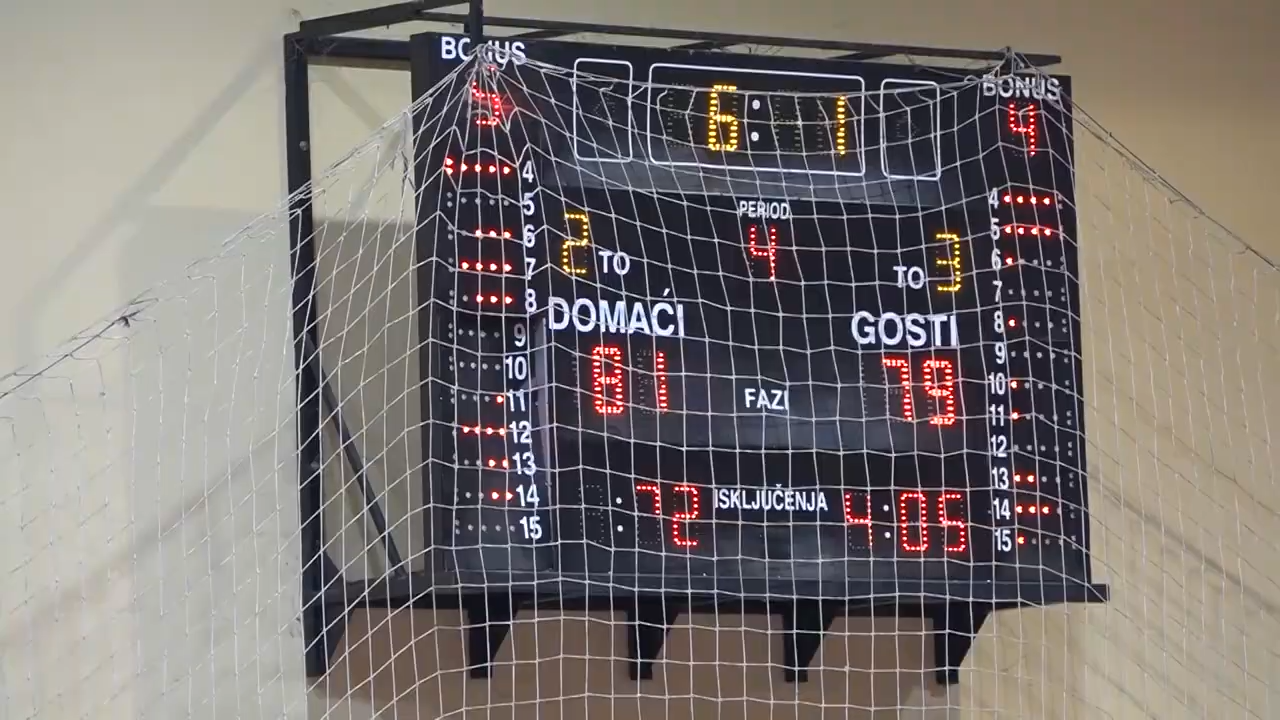 BONUS BONUS
5 6: 1 4
PERIOD
2 TO 4 TO 3
DOMAĆI GOSTI
81 FAZI 79
:72 ISKLJUČENJA 4:05
4 4
5 5
6 6
7 7
8 8
9 9
10 10
11 11
12 12
13 13
14 14
15 15